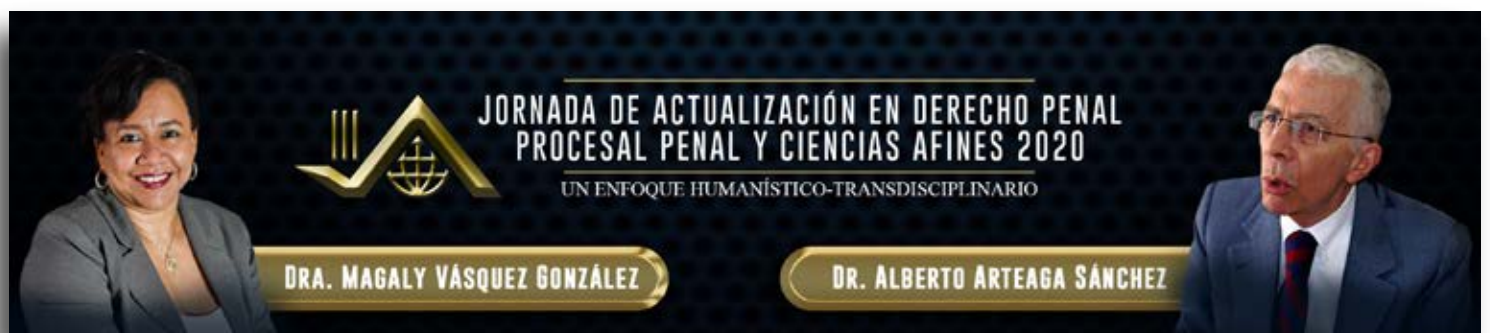 JORNADA DE ACTUALIZACIÓN EN DERECHO PENAL
PROCESAL PENAL Y CIENCIAS AFINES 2020
UN ENFOQUE HUMANÍSTICO-TRANSDISCIPLINARIO
DRA. MAGALY VÁSQUEZ GONZÁLEZ
DR. ALBERTO ARTEAGA SÁNCHEZ